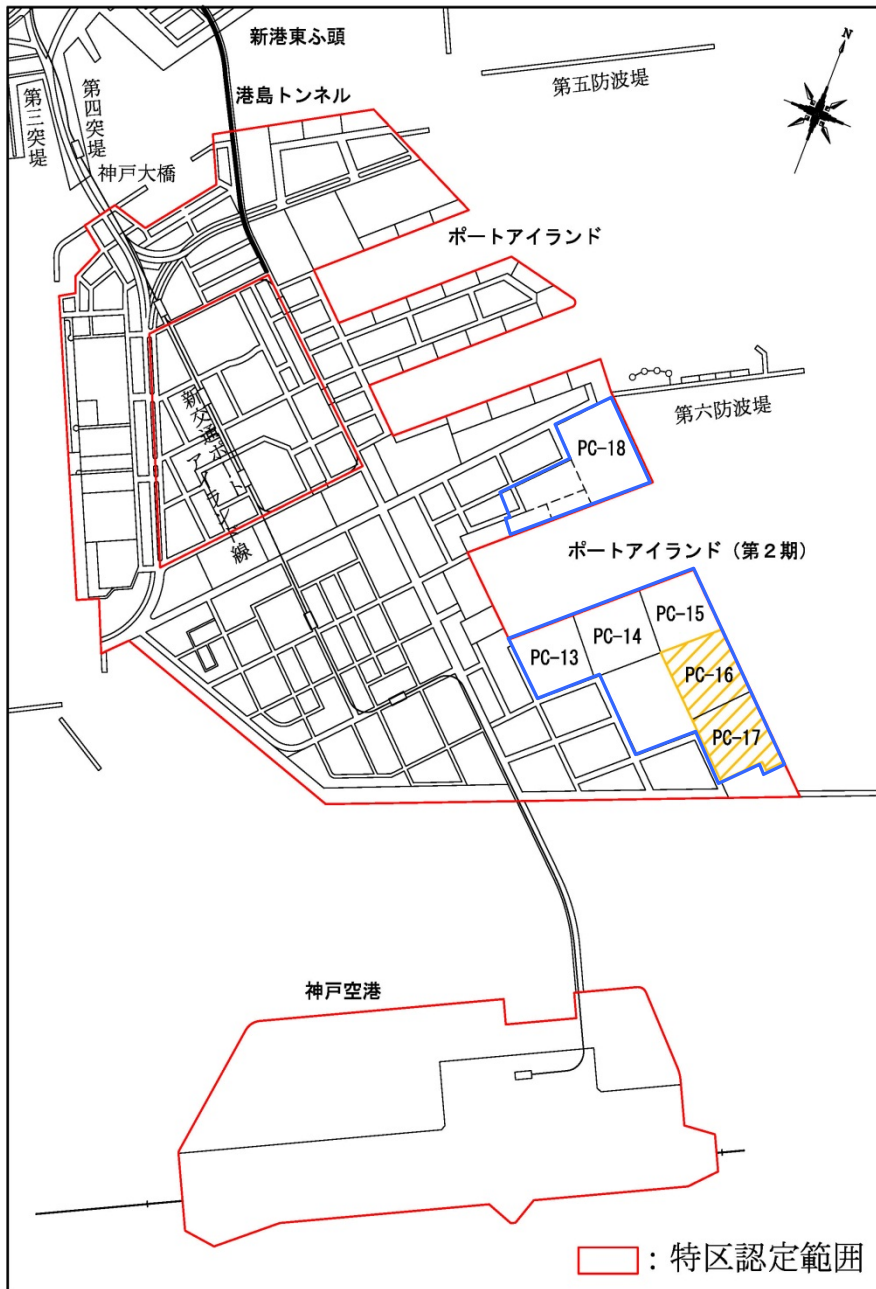 新港東ふ頭
N
第五防波堤
港島トンネル
第四突堤
第三突堤
神戸大橋
ポートアイランド
新交通ポートアイランド線
第六防波堤
PC-18
ポートアイランド（第２期）
PC-15
PC-14
PC-13
PC-16
PC-17
神戸空港
：特区認定範囲